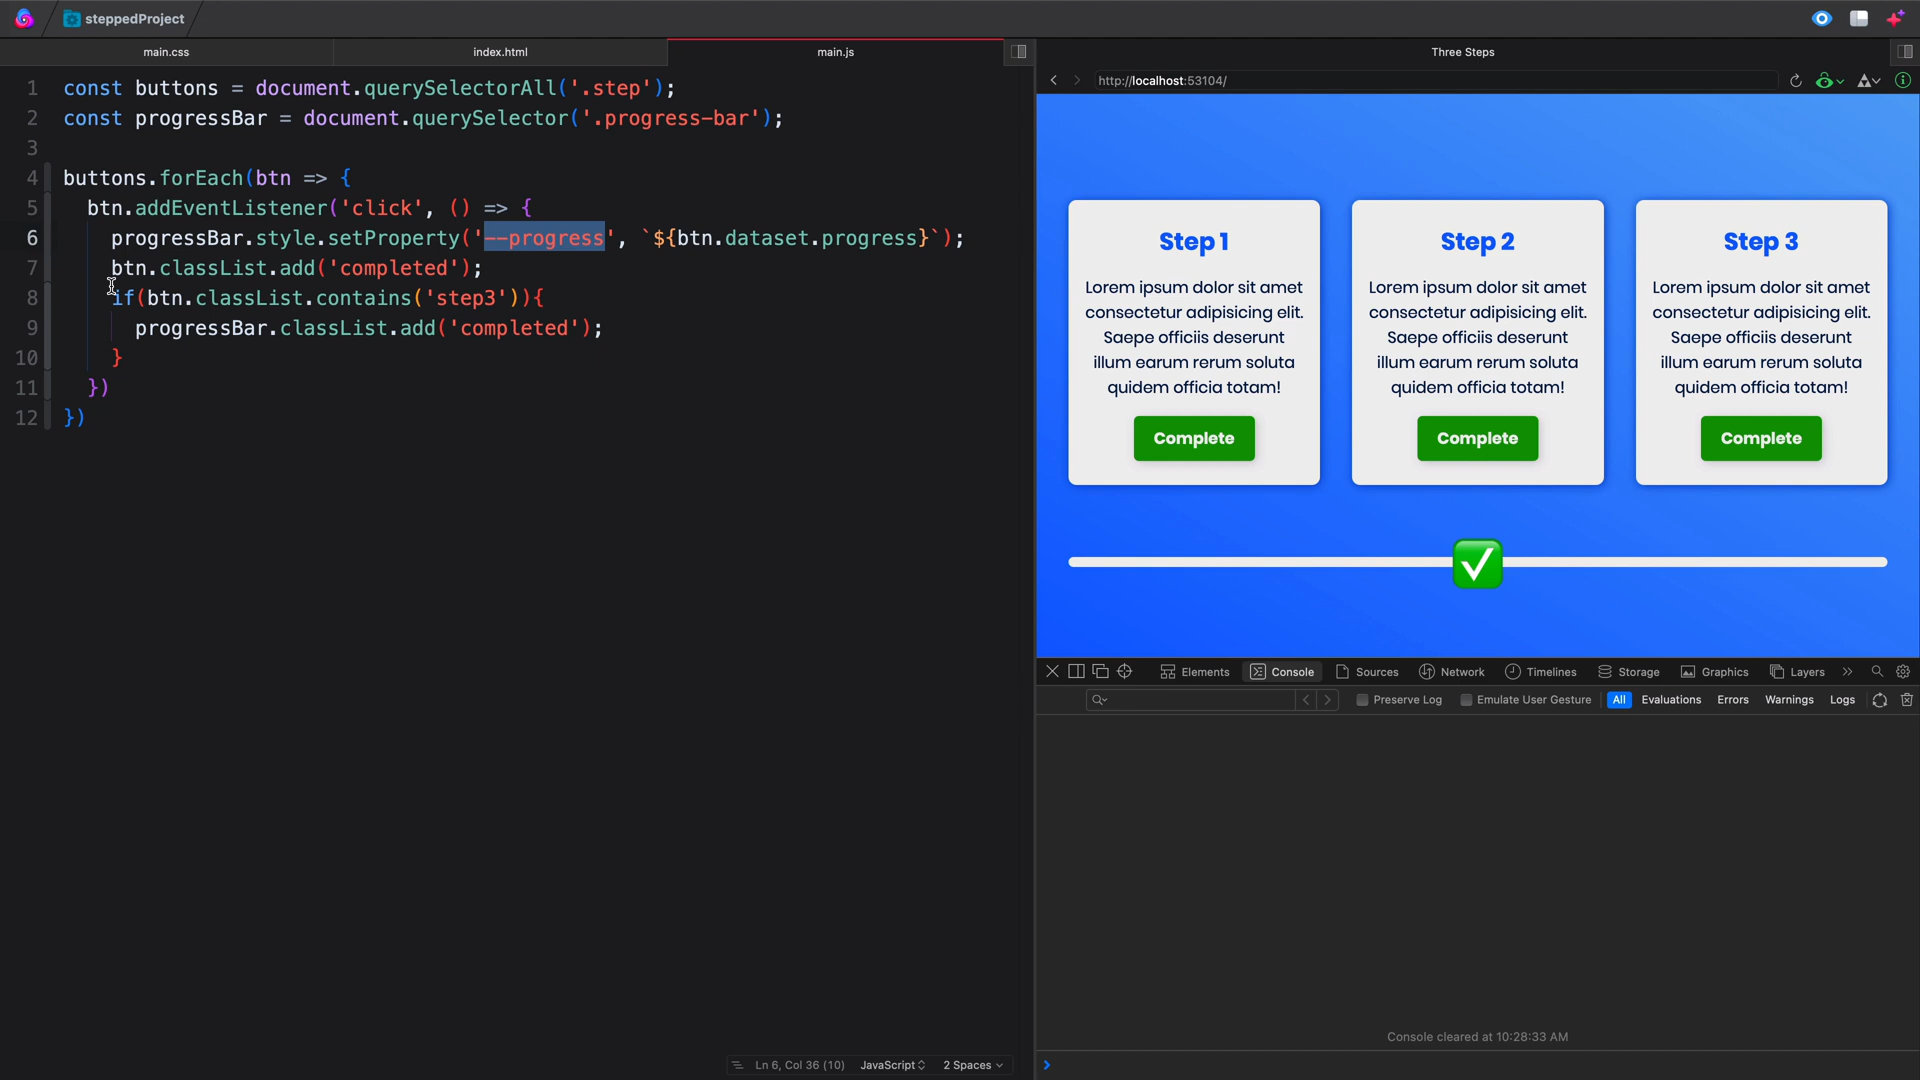 steppedProject
main.css
index.html
main.js
1 const buttons = document.querySelectorAll('.step');
2 const progressBar = document.querySelector('.progress-bar');
3
4 buttons.forEach(btn => {
5 btn.addEventListener('click', () => {
6 progressBar.style.setProperty('--progress', `${btn.dataset.progress}`);
7 btn.classList.add('completed');
8 if(btn.classList.contains('step3')){
9 progressBar.classList.add('completed');
10 }
11 })
12 })
Ln 6, Col 36 (10) JavaScript 2 Spaces
Three Steps
http://localhost:53104/
Step 1
Lorem ipsum dolor sit amet
consectetur adipisicing elit.
Saepe officiis deserunt
illum earum rerum soluta
quidem officia totam!
Complete
Step 2
Lorem ipsum dolor sit amet
consectetur adipisicing elit.
Saepe officiis deserunt
illum earum rerum soluta
quidem officia totam!
Complete
Step 3
Lorem ipsum dolor sit amet
consectetur adipisicing elit.
Saepe officiis deserunt
illum earum rerum soluta
quidem officia totam!
Complete
Elements Console Sources Network Timelines Storage Graphics Layers
Preserve Log Emulate User Gesture All Evaluations Errors Warnings Logs
Console cleared at 10:28:33 AM